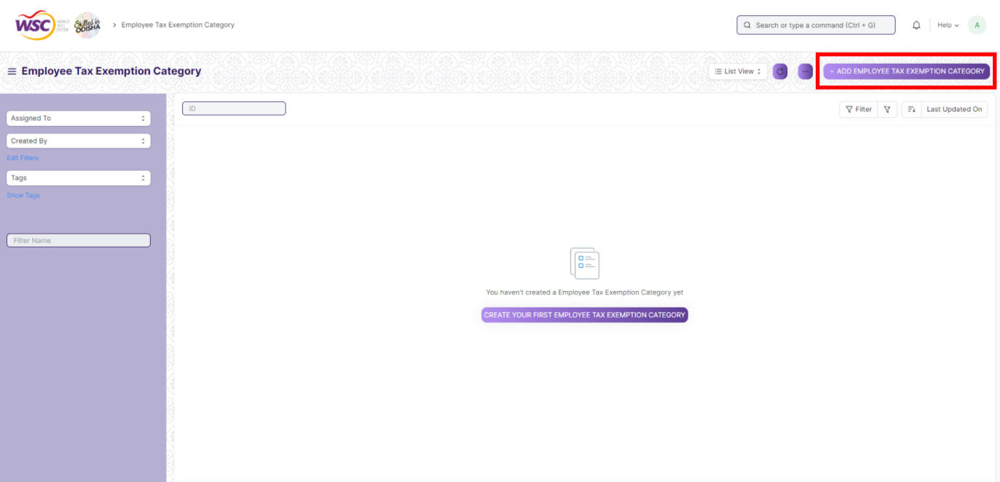 WSC WORLD SKILL CENTER Skilled in ODISHA > Employee Tax Exemption Category
Search or type a command (Ctrl + G)
Help
A
Employee Tax Exemption Category
List View
+ ADD EMPLOYEE TAX EXEMPTION CATEGORY
Assigned To
Created By
Edit Filters
Tags
Show Tags
Filter Name
ID
Filter
Last Updated On
You haven't created a Employee Tax Exemption Category yet
CREATE YOUR FIRST EMPLOYEE TAX EXEMPTION CATEGORY